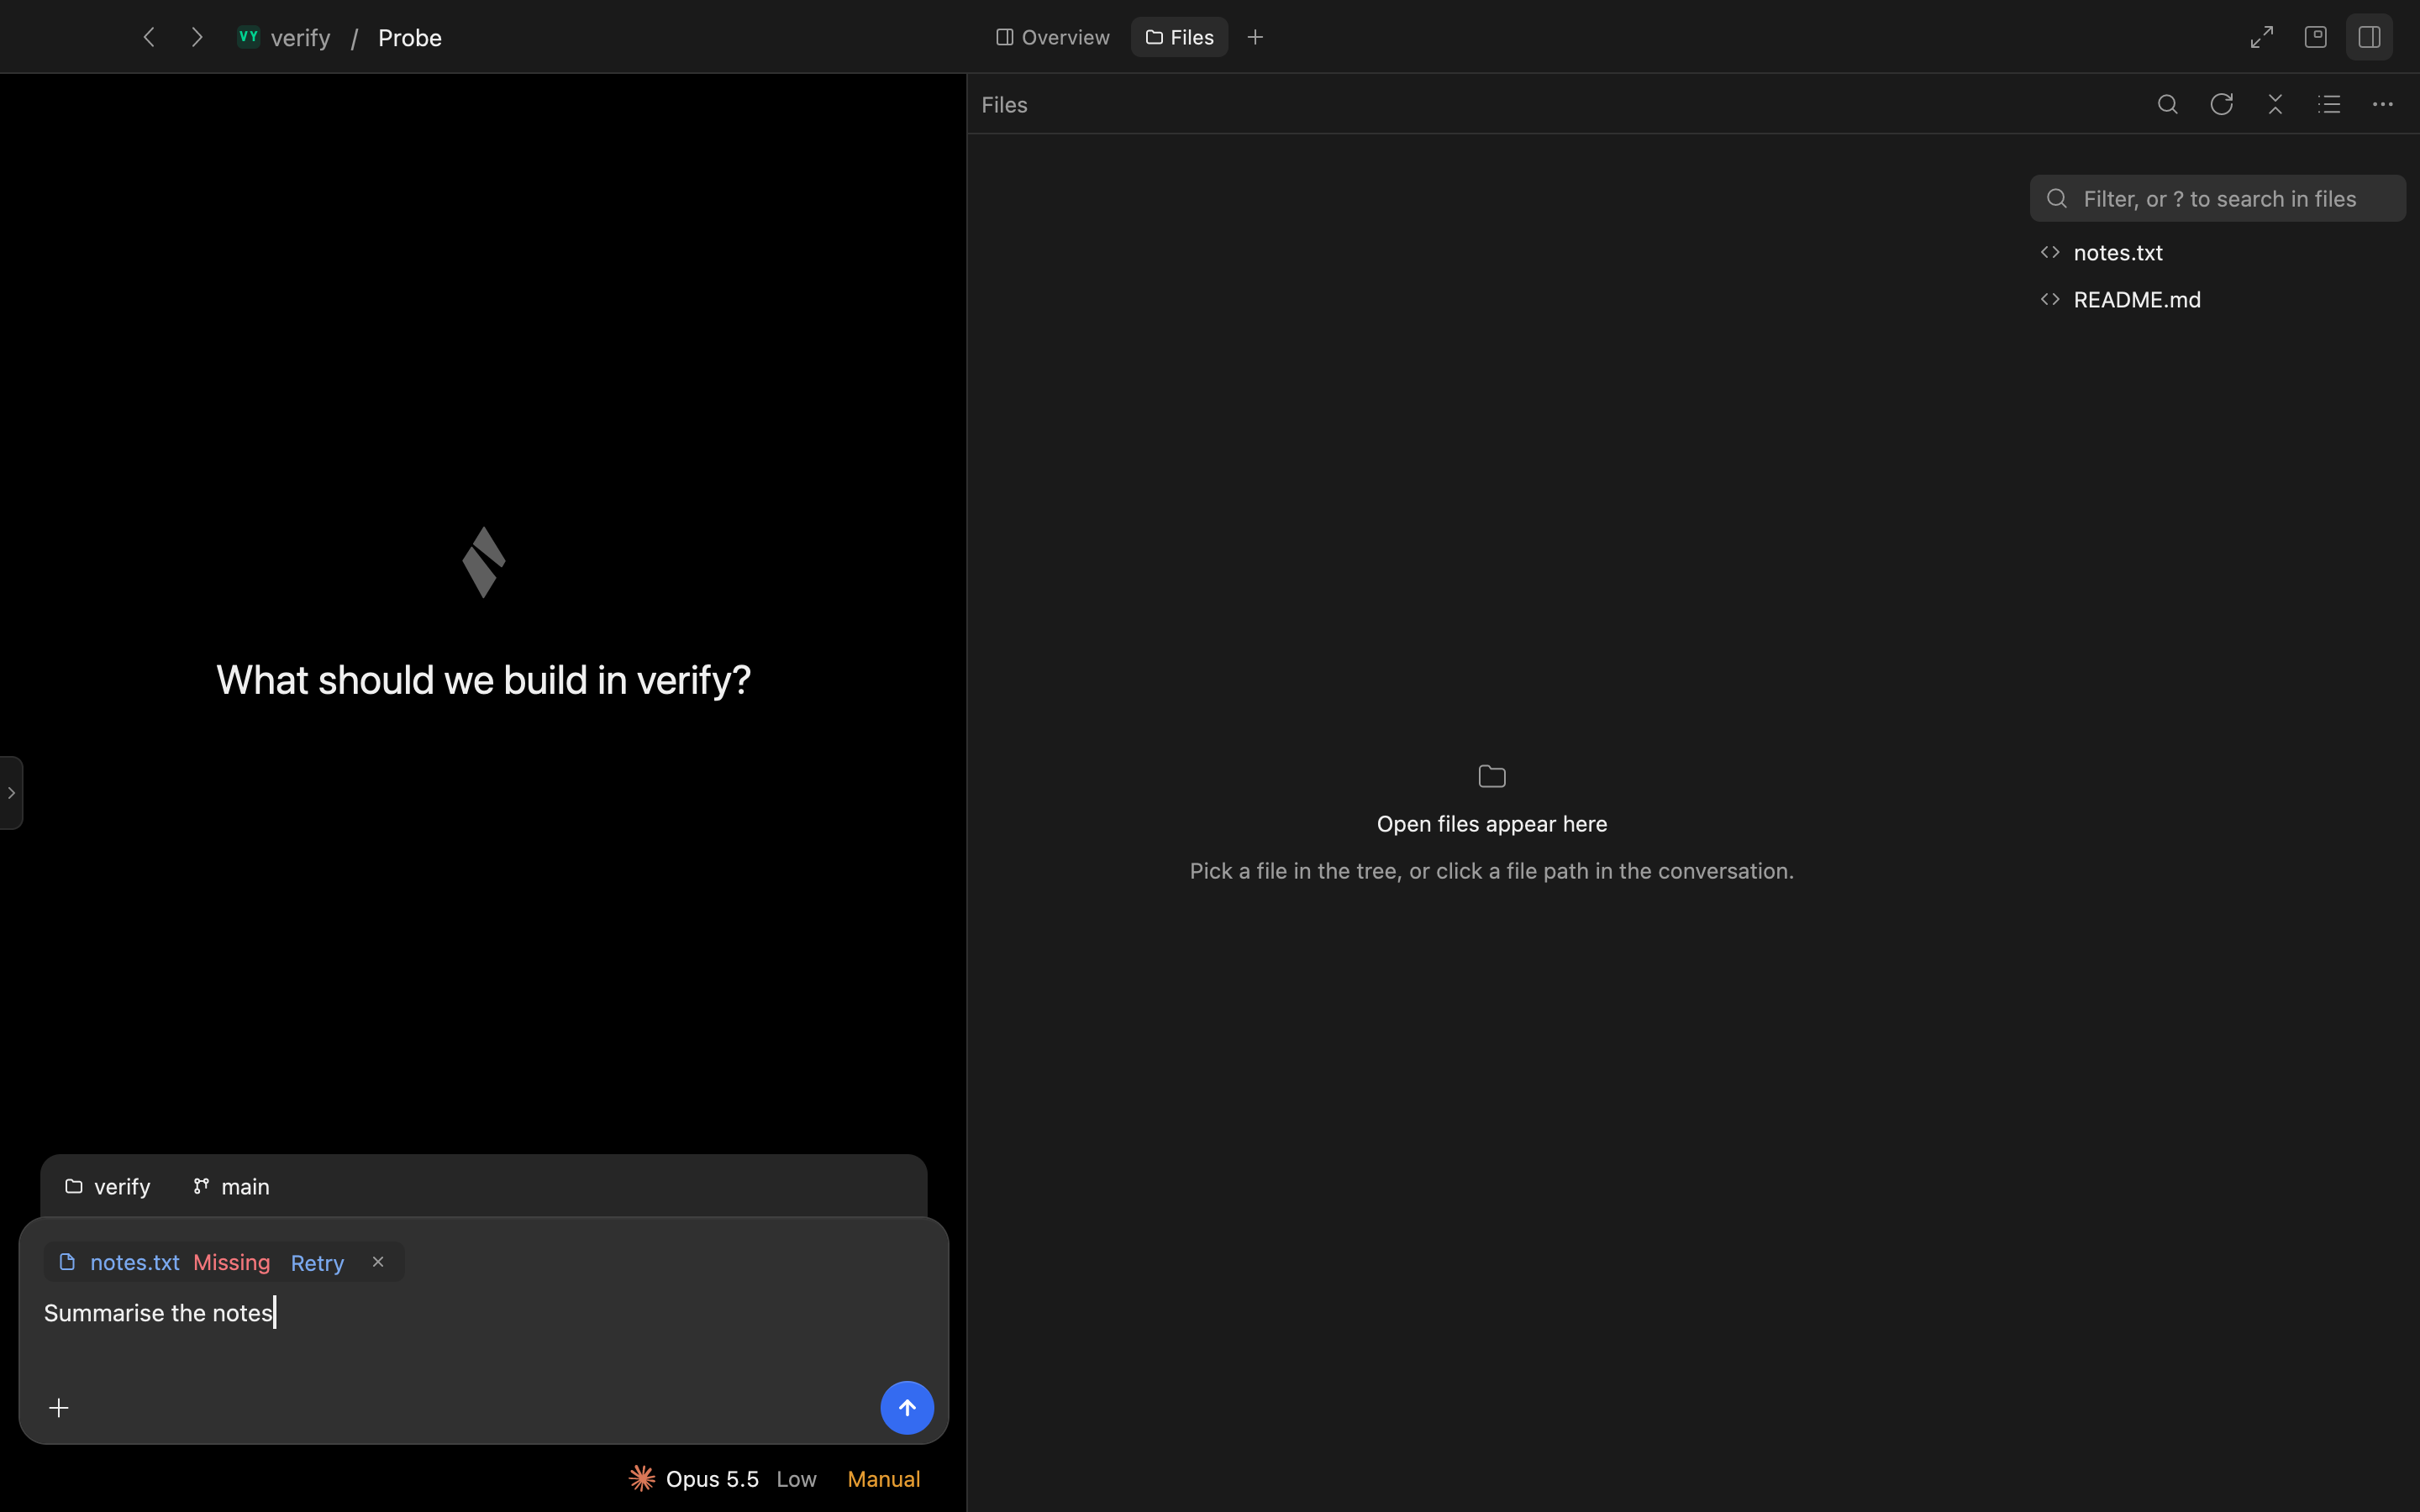 VY verify / Probe
Overview
Files
Files
Filter, or ? to search in files
notes.txt
README.md
What should we build in verify?
Open files appear here
Pick a file in the tree, or click a file path in the conversation.
verify main
notes.txt Missing Retry
Summarise the notes
Opus 5.5 Low Manual